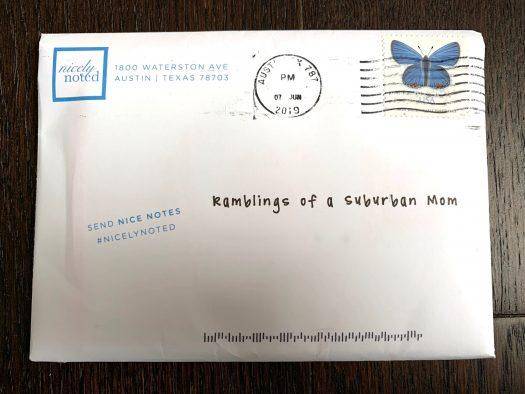 nicely
noted
1800 WATERSTON AVE
AUSTIN | TEXAS 78703
PM
07 JUN
2019
SEND NICE NOTES
#NICELYNOTED
Ramblings of a Suburban Mom